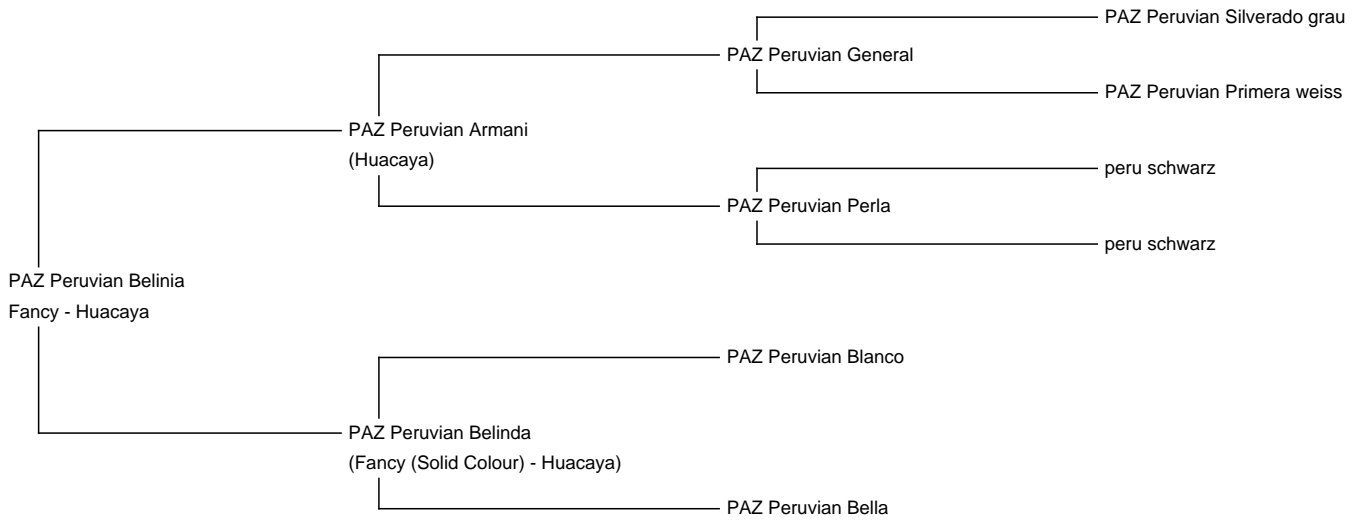 PAZ Peruvian Silverado grau
PAZ Peruvian General
PAZ Peruvian Primera weiss
PAZ Peruvian Armani
(Huacaya)
peru schwarz
PAZ Peruvian Perla
peru schwarz
PAZ Peruvian Belinia
Fancy - Huacaya
PAZ Peruvian Blanco
PAZ Peruvian Belinda
(Fancy (Solid Colour) - Huacaya)
PAZ Peruvian Bella